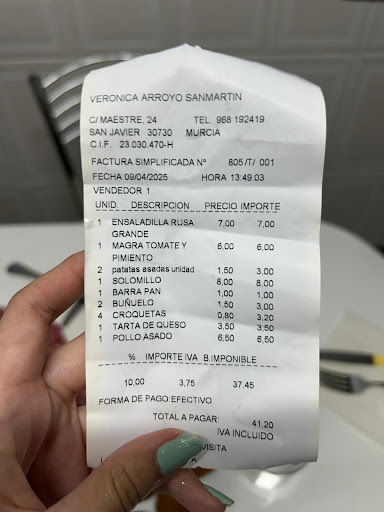 VERONICA ARROYO SANMARTIN
C/ MAESTRE, 24 TEL. 968 192419
SAN JAVIER 30730 MURCIA
C.I.F. 23.030.470-H
FACTURA SIMPLIFICADA Nº 805/T/ 001
FECHA 09/04/2025 HORA 13:49:03
VENDEDOR 1
UNID. DESCRIPCION PRECIO IMPORTE
1 ENSALADILLA RUSA 7,00 7,00
GRANDE
1 MAGRA TOMATE Y 6,00 6,00
PIMIENTO
2 patatas asadas unidad 1,50 3,00
1 SOLOMILLO 8,00 8,00
1 BARRA PAN 1,00 1,00
2 BUÑUELO 1,50 3,00
4 CROQUETAS 0,80 3,20
1 TARTA DE QUESO 3,50 3,50
1 POLLO ASADO 6,50 6,50
% IMPORTE IVA B IMPONIBLE
10,00 3,75 37,45
FORMA DE PAGO:EFECTIVO
TOTAL A PAGAR: 41,20
IVA INCLUIDO
VISITA